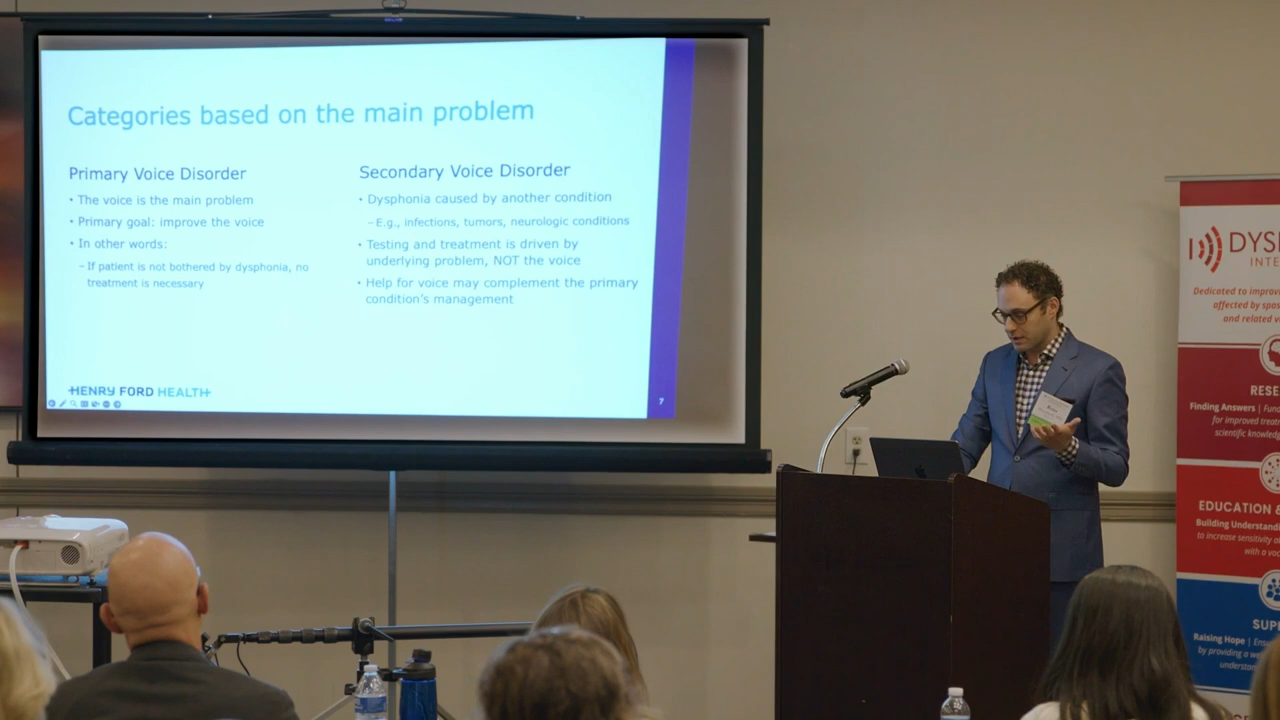 Categories based on the main problem
Primary Voice Disorder
• The voice is the main problem
• Primary goal: improve the voice
• In other words:
– If patient is not bothered by dysphonia, no
treatment is necessary
Secondary Voice Disorder
• Dysphonia caused by another condition
– E.g., infections, tumors, neurologic conditions
• Testing and treatment is driven by
underlying problem, NOT the voice
• Help for voice may complement the primary
condition's management
HENRY FORD HEALTH
7
DYS
INTE
Dedicated to improvi
affected by spas
and related v
RESE
Finding Answers | Fun
for improved treat
scientific knowledg
EDUCATION &
Building Understandi
to increase sensitivity a
with a voc
SUP
Raising Hope | Ens
by providing a we
understan